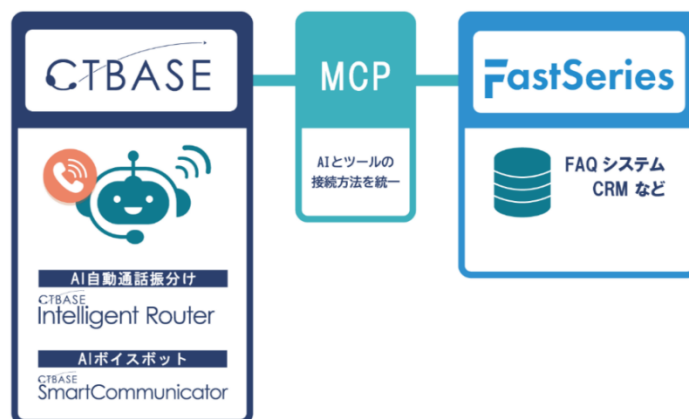 CTBASE
AI自動通話振分け
CTBASE
Intelligent Router
AIボイスボット
CTBASE
SmartCommunicator
MCP
AIとツールの
接続方法を統一
FastSeries
FAQ システム
CRM など